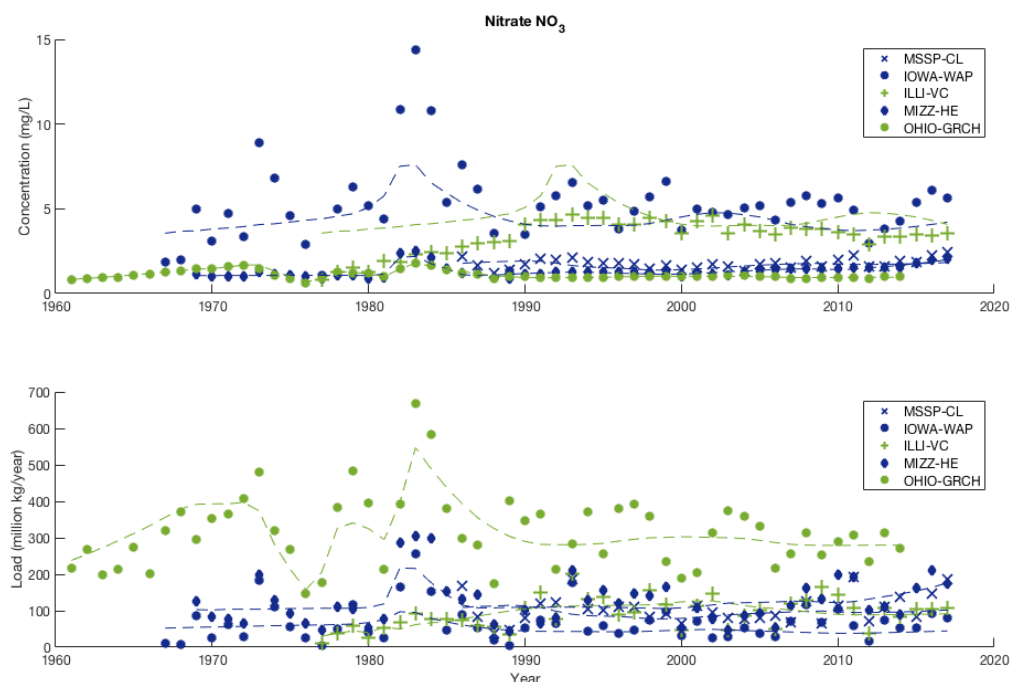 Nitrate NO3
15
10
5
0
Concentration (mg/L)
MSSP-CL
IOWA-WAP
ILLI-VC
MIZZ-HE
OHIO-GRCH
1960 1970 1980 1990 2000 2010 2020
700
600
500
400
300
200
100
0
Load (million kg/year)
MSSP-CL
IOWA-WAP
ILLI-VC
MIZZ-HE
OHIO-GRCH
1960 1970 1980 1990 2000 2010 2020
Year